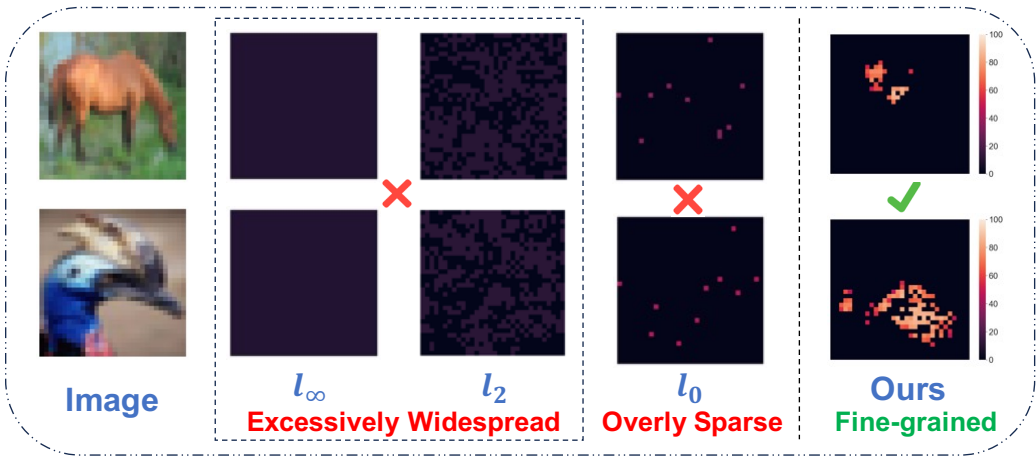 100
80
60
40
20
0
100
80
60
40
20
0
Image
l∞
l2
l0
Ours
Excessively Widespread
Overly Sparse
Fine-grained